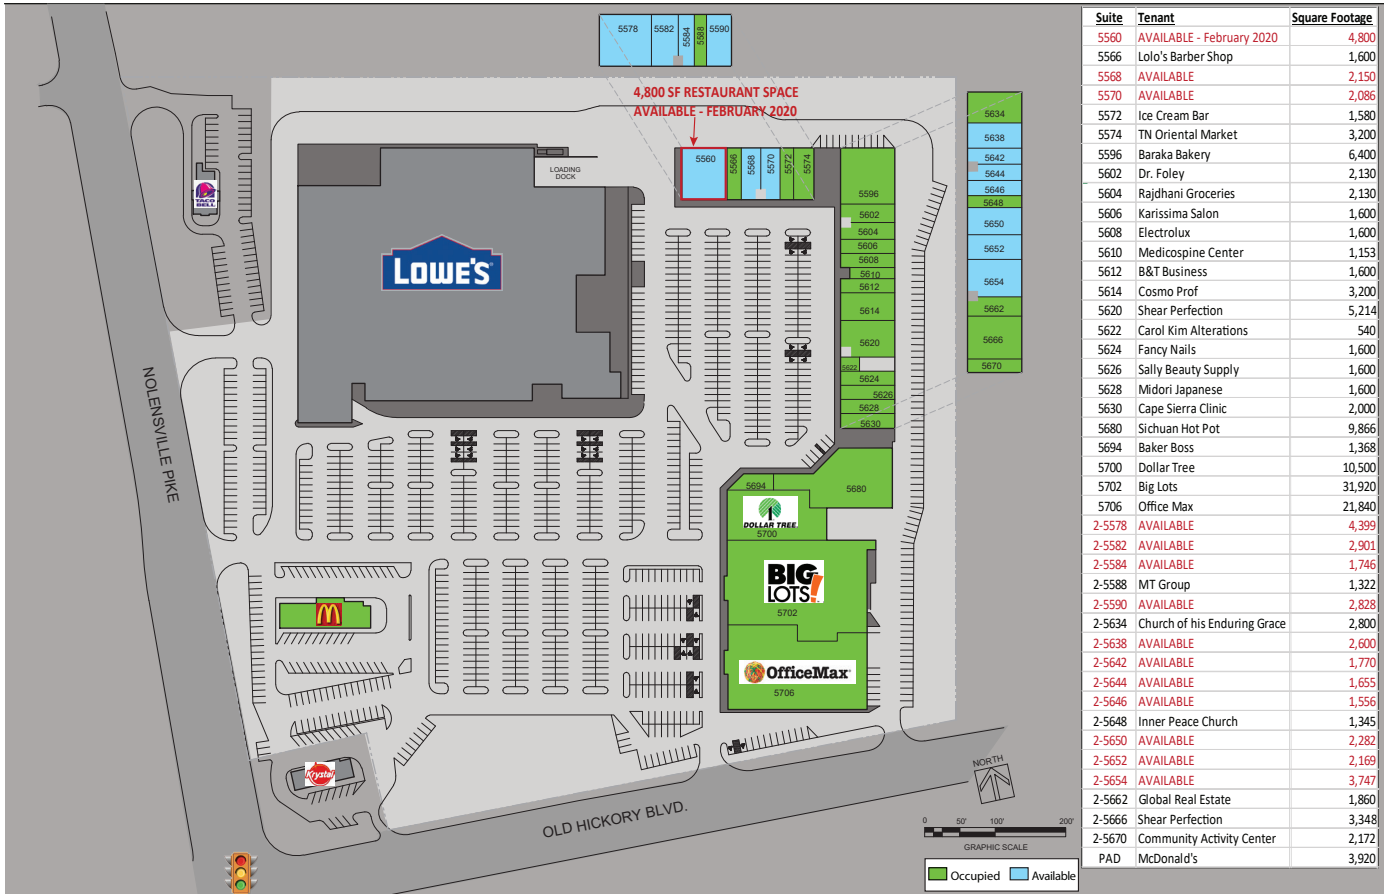 5578 5582 5584 5588 5590
4,800 SF RESTAURANT SPACE
AVAILABLE - FEBRUARY 2020
5560 5566 5568 5570 5572 5574
LOADING
DOCK
TACO
BELL
LOWE'S
5596
5602
5604
5606
5608
5610
5612
5614
5620
5622
5624
5626
5628
5630
5634
5638
5642
5644
5646
5648
5650
5652
5654
5662
5666
5670
5694
5680
DOLLAR TREE
5700
BIG
LOTS!
5702
OfficeMax
5706
NOLENSVILLE PIKE
Krystal
OLD HICKORY BLVD.
NORTH
0 50' 100' 200'
GRAPHIC SCALE
Occupied Available
Suite Tenant Square Footage
5560 AVAILABLE - February 2020 4,800
5566 Lolo's Barber Shop 1,600
5568 AVAILABLE 2,150
5570 AVAILABLE 2,086
5572 Ice Cream Bar 1,580
5574 TN Oriental Market 3,200
5596 Baraka Bakery 6,400
5602 Dr. Foley 2,130
5604 Rajdhani Groceries 2,130
5606 Karissima Salon 1,600
5608 Electrolux 1,600
5610 Medicospine Center 1,153
5612 B&T Business 1,600
5614 Cosmo Prof 3,200
5620 Shear Perfection 5,214
5622 Carol Kim Alterations 540
5624 Fancy Nails 1,600
5626 Sally Beauty Supply 1,600
5628 Midori Japanese 1,600
5630 Cape Sierra Clinic 2,000
5680 Sichuan Hot Pot 9,866
5694 Baker Boss 1,368
5700 Dollar Tree 10,500
5702 Big Lots 31,920
5706 Office Max 21,840
2-5578 AVAILABLE 4,399
2-5582 AVAILABLE 2,901
2-5584 AVAILABLE 1,746
2-5588 MT Group 1,322
2-5590 AVAILABLE 2,828
2-5634 Church of his Enduring Grace 2,800
2-5638 AVAILABLE 2,600
2-5642 AVAILABLE 1,770
2-5644 AVAILABLE 1,655
2-5646 AVAILABLE 1,556
2-5648 Inner Peace Church 1,345
2-5650 AVAILABLE 2,282
2-5652 AVAILABLE 2,169
2-5654 AVAILABLE 3,747
2-5662 Global Real Estate 1,860
2-5666 Shear Perfection 3,348
2-5670 Community Activity Center 2,172
PAD McDonald's 3,920